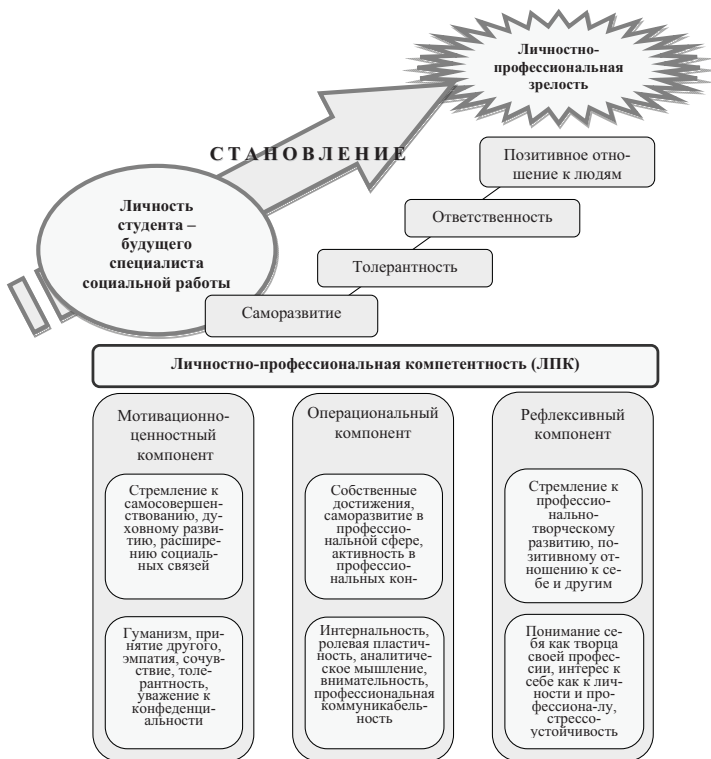 Личностно-
профессиональная
зрелость
СТАНОВЛЕНИЕ
Позитивное отно-
шение к людям
Ответственность
Толерантность
Саморазвитие
Личность
студента –
будущего
специалиста
социальной работы
Личностно-профессиональная компетентность (ЛПК)
Мотивационно-
ценностный
компонент
Стремление к
самосовершен-
ствованию, ду-
ховному разви-
тию, расшире-
нию социаль-
ных связей
Гуманизм, при-
нятие другого,
эмпатия, сочув-
ствие, толе-
рантность,
уважение к
конфеденци-
альности
Операциональный
компонент
Собственные
достижения,
саморазвитие в
профессио-
нальной сфере,
активность в
профессио-
нальных кон-
Интернальность,
ролевая пластич-
ность, аналитиче-
ское мышление,
внимательность,
профессиональная
коммуникабель-
ность
Рефлексивный
компонент
Стремление к
профессио-
нально-
творческому
развитию, по-
зитивному от-
ношению к се-
бе и другим
Понимание се-
бя как творца
своей профес-
сии, интерес к
себе как к лич-
ности и про-
фессиона-лу,
стрессо-
устойчивость